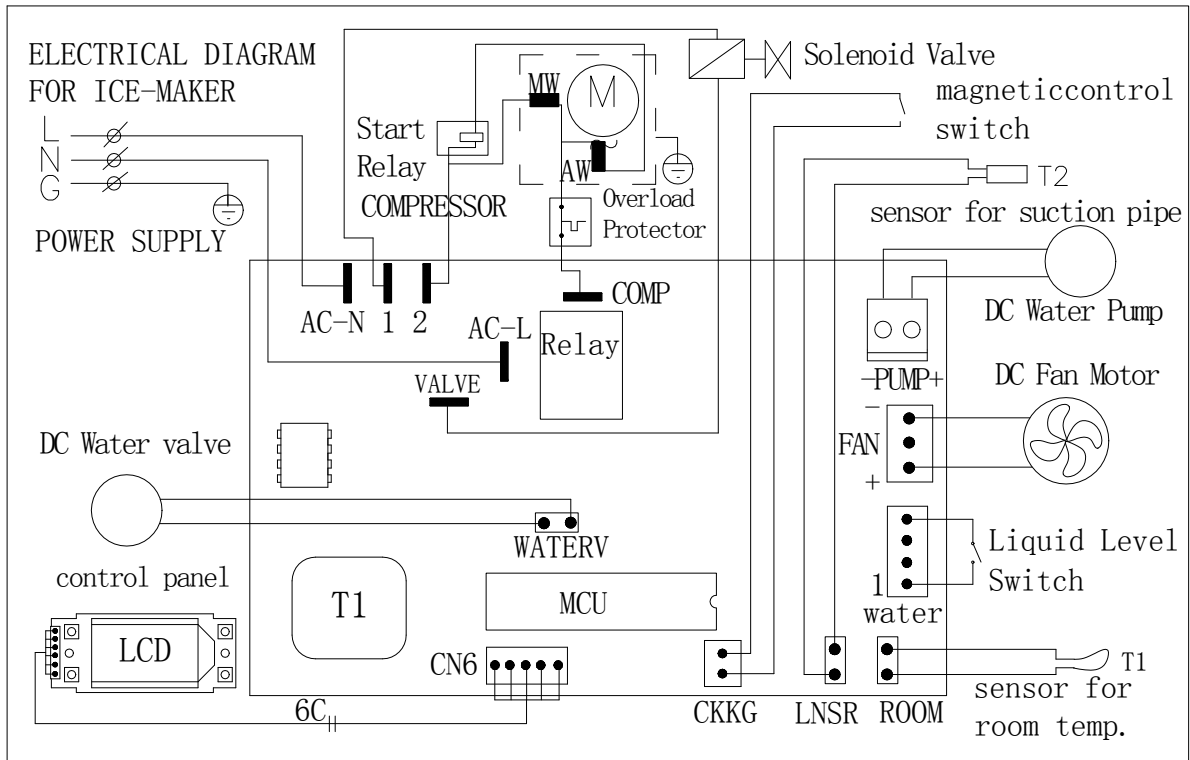 ELECTRICAL DIAGRAM
FOR ICE-MAKER
L
N
G
POWER SUPPLY
Start
Relay
COMPRESSOR
MW
M
AW
Overload
Protector
Solenoid Valve
magneticcontrol
switch
T2
sensor for suction pipe
DC Water Pump
AC-N 1 2
COMP
AC-L
Relay
VALVE
-PUMP+
DC Fan Motor
-
FAN
+
DC Water valve
WATERV
Liquid Level
Switch
1
water
control panel
LCD
T1
MCU
CN6
6C
CKKG
LNSR
ROOM
T1
sensor for
room temp.